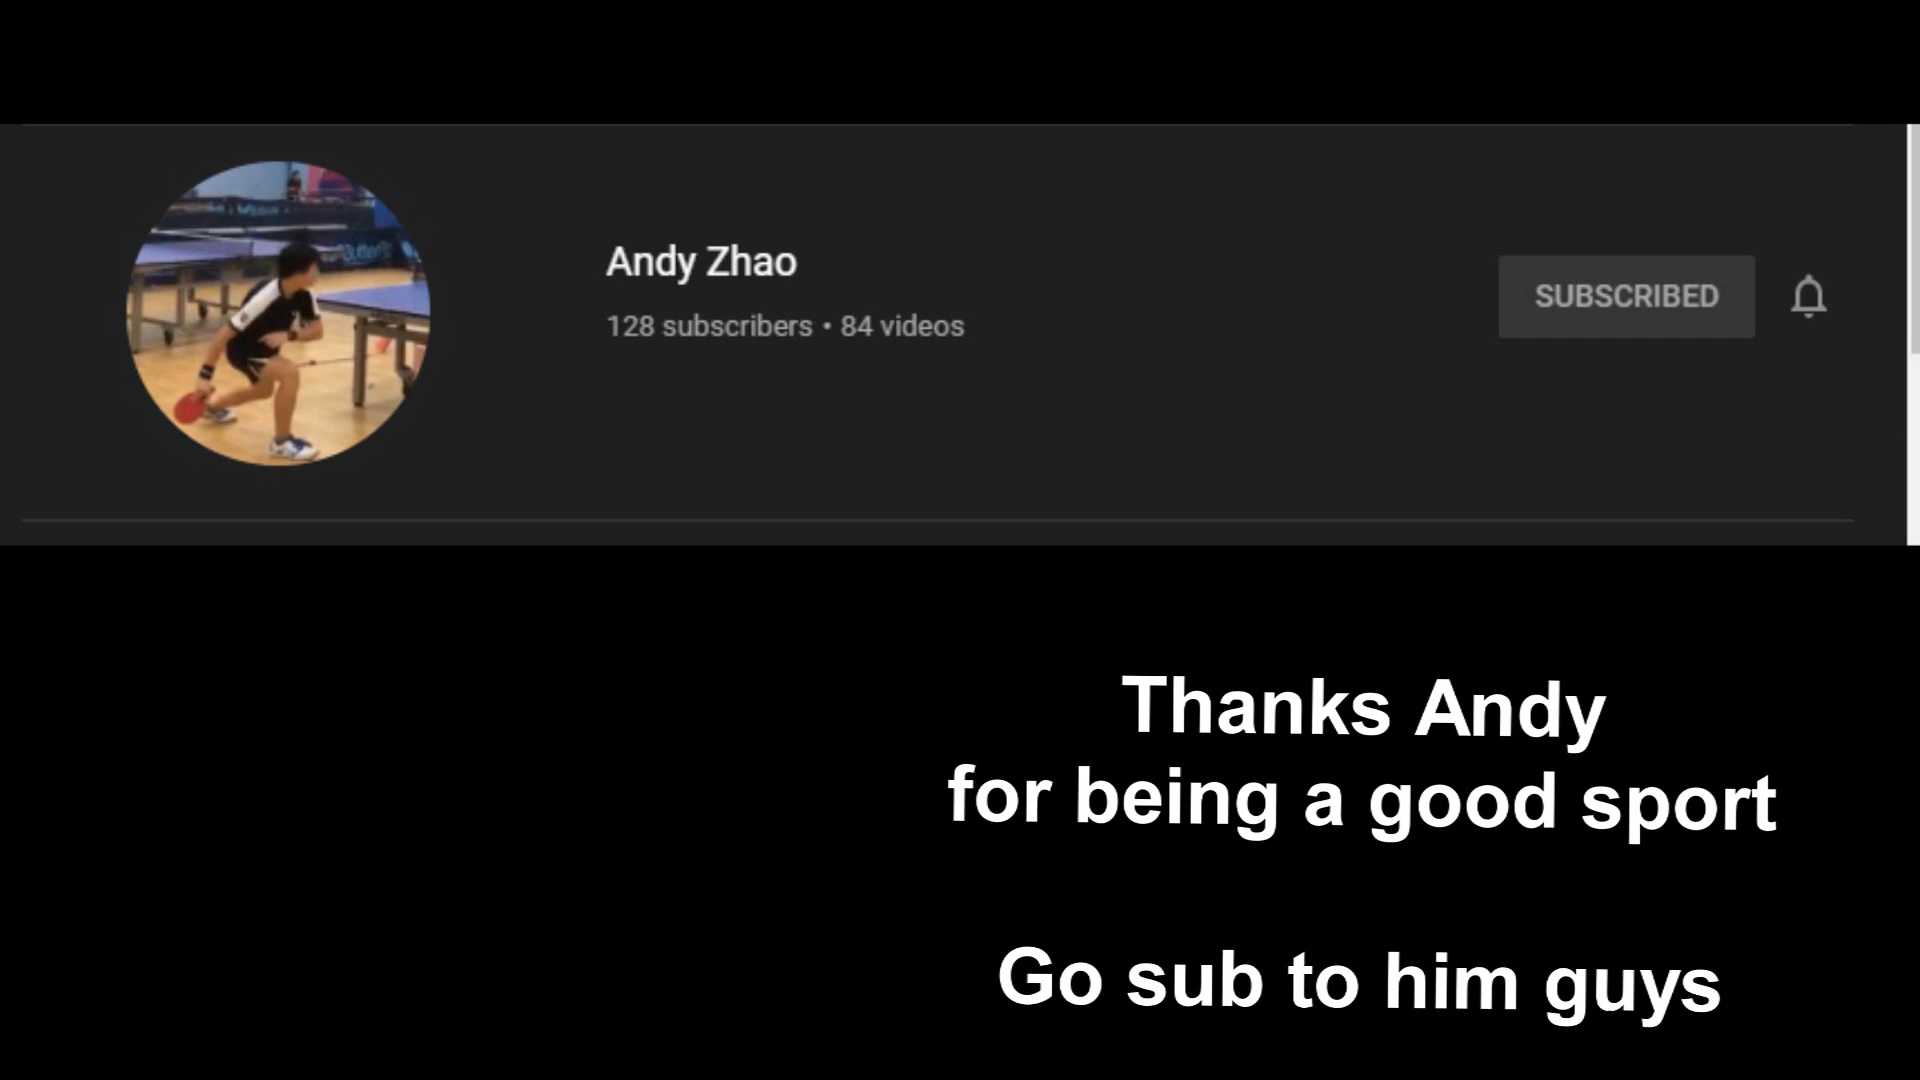 Andy Zhao
128 subscribers • 84 videos
SUBSCRIBED
Thanks Andy
for being a good sport
Go sub to him guys